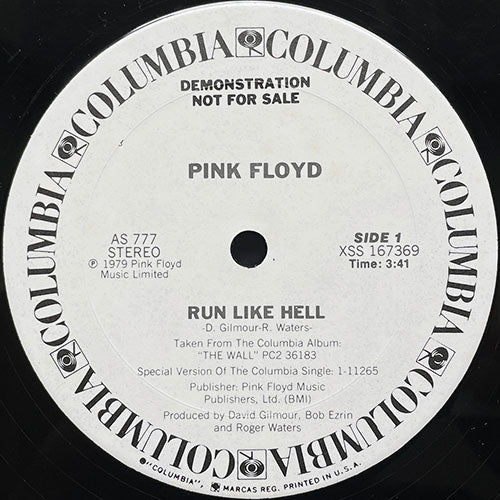 COLUMBIA COLUMBIA COLUMBIA COLUMBIA COLUMBIA COLUMBIA COLUMBIA
DEMONSTRATION
NOT FOR SALE
PINK FLOYD
AS 777
STEREO
℗ 1979 Pink Floyd
Music Limited
SIDE 1
XSS 167369
Time: 3:41
RUN LIKE HELL
-D. Gilmour-R. Waters-
Taken From The Columbia Album:
"THE WALL" PC2 36183
Special Version Of The Columbia Single: 1-11265
Publisher: Pink Floyd Music
Publishers, Ltd. (BMI)
Produced by David Gilmour, Bob Ezrin
and Roger Waters
"COLUMBIA", MARCAS REG. PRINTED IN U.S.A.